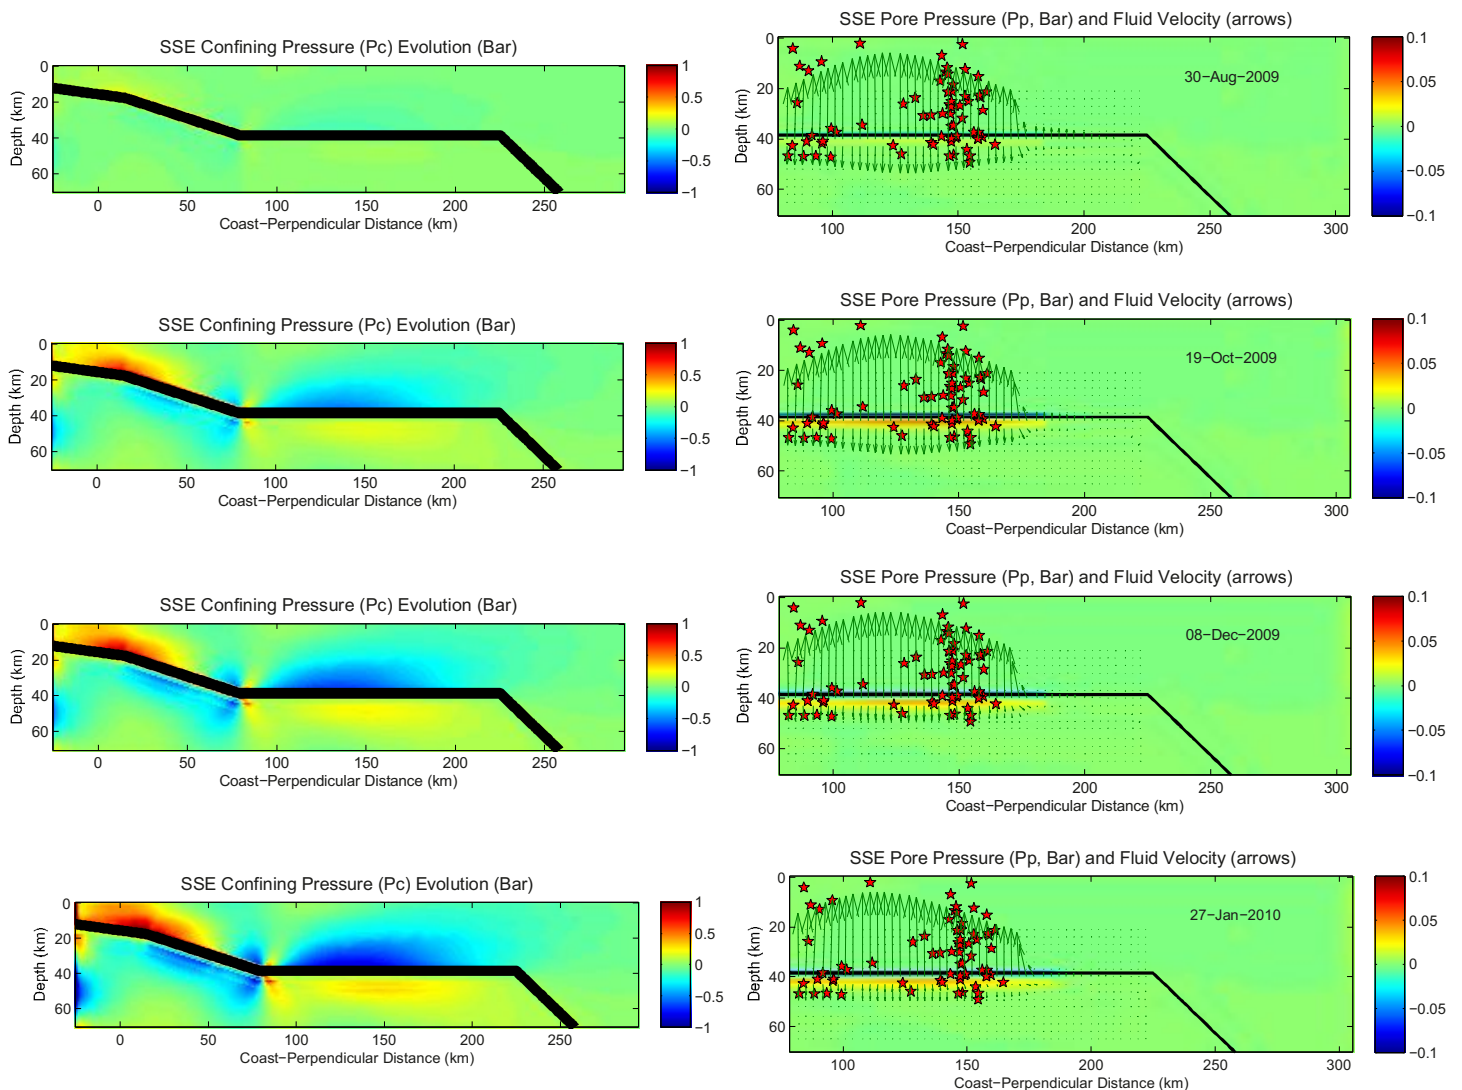 SSE Confining Pressure (Pc) Evolution (Bar)
0
20
40
60
Depth (km)
0 50 100 150 200 250
Coast−Perpendicular Distance (km)
1
0.5
0
−0.5
−1
SSE Pore Pressure (Pp, Bar) and Fluid Velocity (arrows)
30−Aug−2009
0
20
40
60
Depth (km)
100 150 200 250 300
Coast−Perpendicular Distance (km)
0.1
0.05
0
−0.05
−0.1
SSE Confining Pressure (Pc) Evolution (Bar)
0
20
40
60
Depth (km)
0 50 100 150 200 250
Coast−Perpendicular Distance (km)
1
0.5
0
−0.5
−1
SSE Pore Pressure (Pp, Bar) and Fluid Velocity (arrows)
19−Oct−2009
0
20
40
60
Depth (km)
100 150 200 250 300
Coast−Perpendicular Distance (km)
0.1
0.05
0
−0.05
−0.1
SSE Confining Pressure (Pc) Evolution (Bar)
0
20
40
60
Depth (km)
0 50 100 150 200 250
Coast−Perpendicular Distance (km)
1
0.5
0
−0.5
−1
SSE Pore Pressure (Pp, Bar) and Fluid Velocity (arrows)
08−Dec−2009
0
20
40
60
Depth (km)
100 150 200 250 300
Coast−Perpendicular Distance (km)
0.1
0.05
0
−0.05
−0.1
SSE Confining Pressure (Pc) Evolution (Bar)
0
20
40
60
Depth (km)
0 50 100 150 200 250
Coast−Perpendicular Distance (km)
1
0.5
0
−0.5
−1
SSE Pore Pressure (Pp, Bar) and Fluid Velocity (arrows)
27−Jan−2010
0
20
40
60
Depth (km)
100 150 200 250 300
Coast−Perpendicular Distance (km)
0.1
0.05
0
−0.05
−0.1